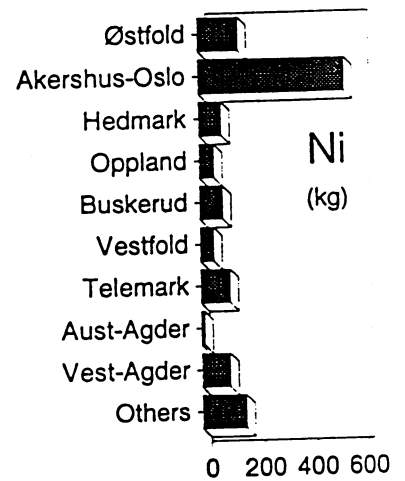 Østfold
Akershus-Oslo
Hedmark
Oppland
Buskerud
Vestfold
Telemark
Aust-Agder
Vest-Agder
Others
Ni
(kg)
0 200 400 600